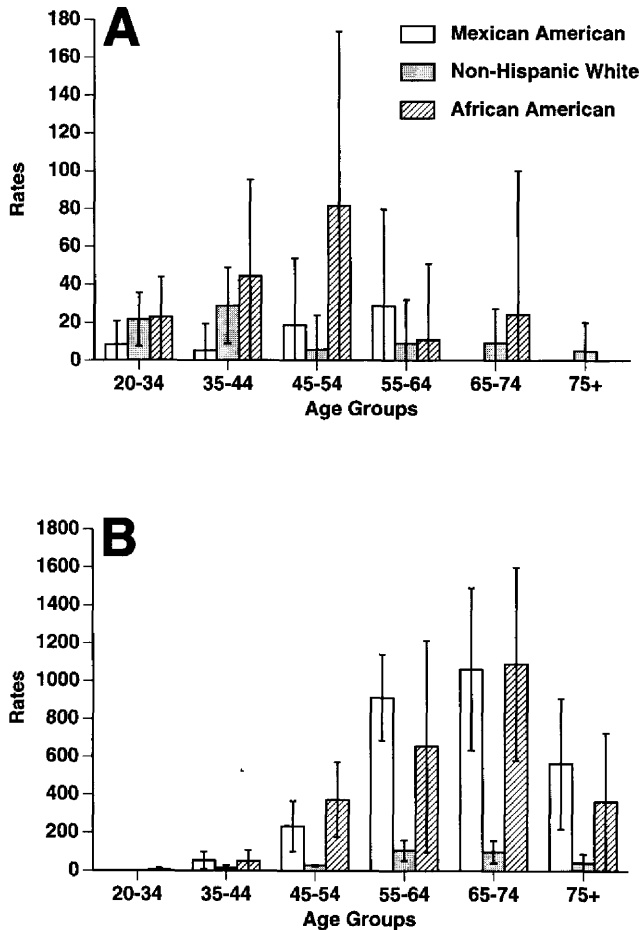 A
Mexican American
Non-Hispanic White
African American
Rates
180
160
140
120
100
80
60
40
20
0
20-34 35-44 45-54 55-64 65-74 75+
Age Groups
B
Rates
1800
1600
1400
1200
1000
800
600
400
200
0
20-34 35-44 45-54 55-64 65-74 75+
Age Groups